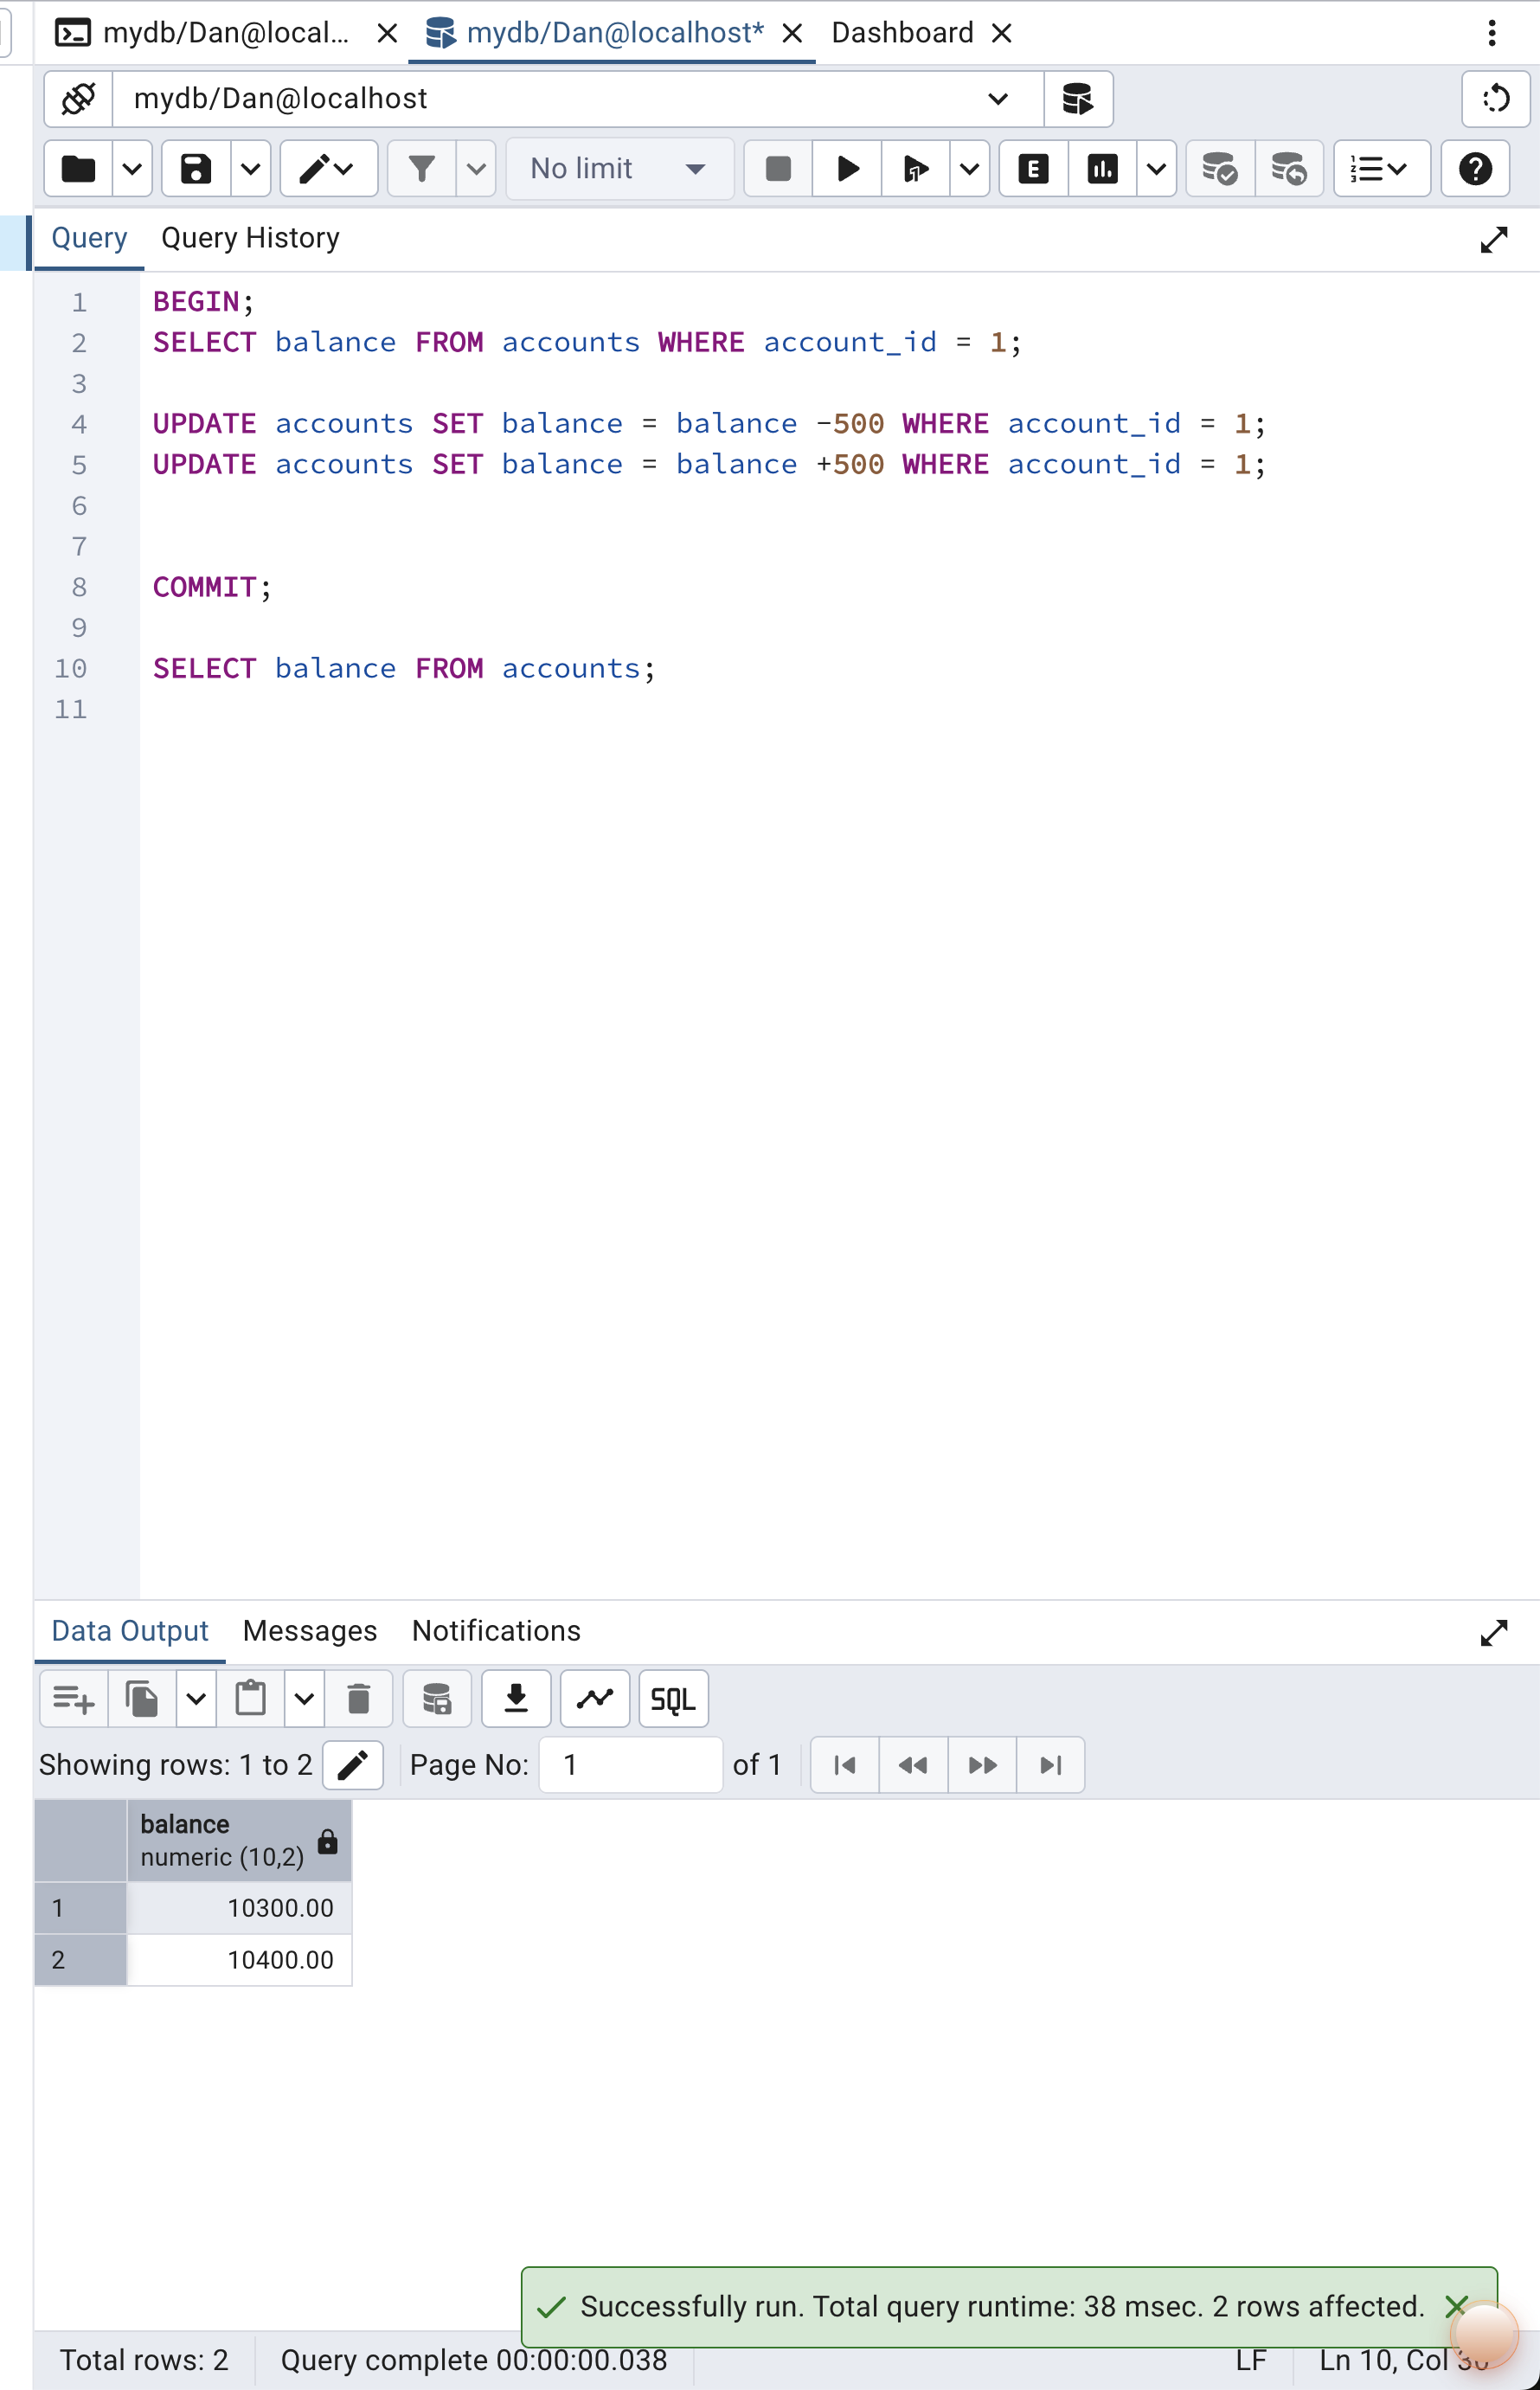 mydb/Dan@local...
mydb/Dan@localhost*
Dashboard
mydb/Dan@localhost
No limit
E
Query
Query History
1 BEGIN;
2 SELECT balance FROM accounts WHERE account_id = 1;
3
4 UPDATE accounts SET balance = balance -500 WHERE account_id = 1;
5 UPDATE accounts SET balance = balance +500 WHERE account_id = 1;
6
7
8 COMMIT;
9
10 SELECT balance FROM accounts;
11
Data Output Messages Notifications
SQL
Showing rows: 1 to 2 Page No: 1 of 1
balance
numeric (10,2)
1 10300.00
2 10400.00
Successfully run. Total query runtime: 38 msec. 2 rows affected.
Total rows: 2 Query complete 00:00:00.038 LF Ln 10, Col